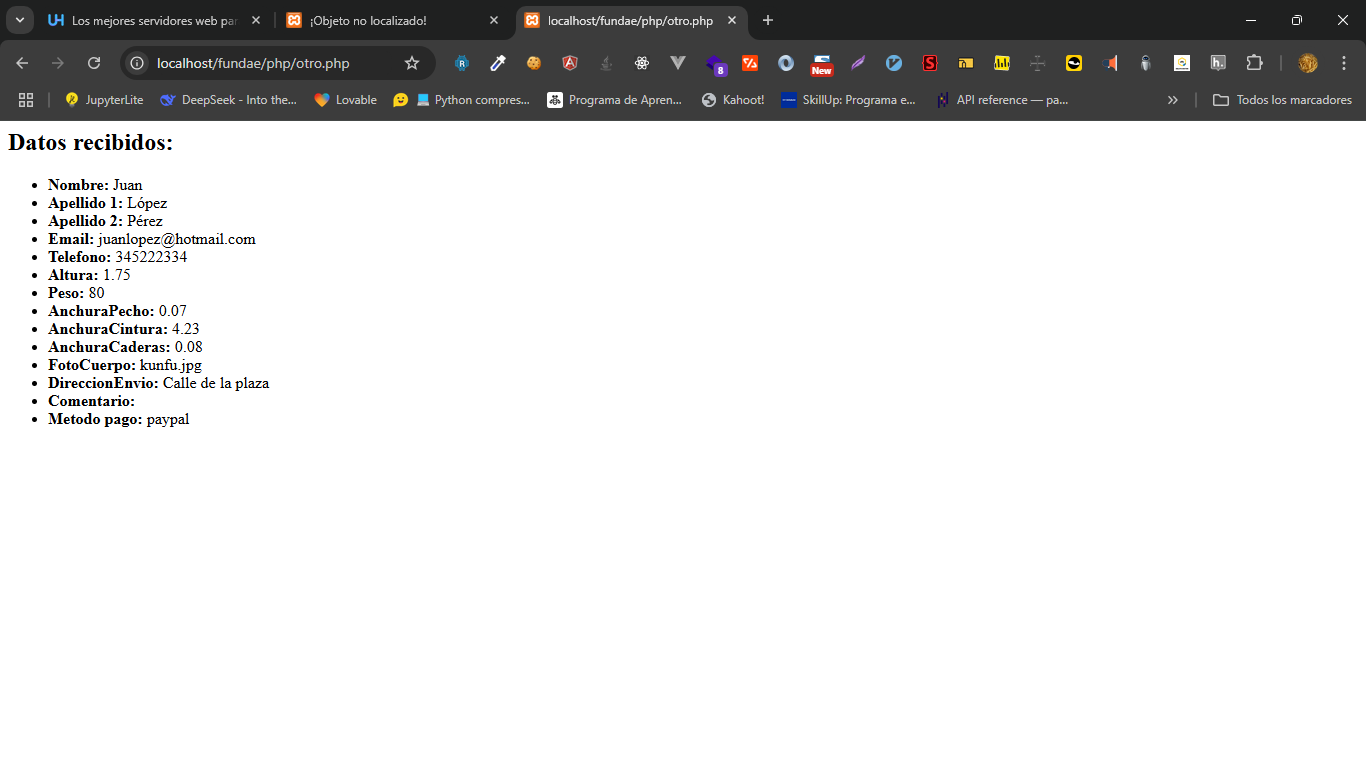 Los mejores servidores web par
¡Objeto no localizado!
localhost/fundae/php/otro.php
localhost/fundae/php/otro.php
R
8
New
S
h.
JupyterLite
DeepSeek - Into the...
Lovable
Python compres...
Programa de Apren...
Kahoot!
SkillUp: Programa e...
API reference — pa...
Todos los marcadores
Datos recibidos:
Nombre: Juan
Apellido 1: López
Apellido 2: Pérez
Email: juanlopez@hotmail.com
Telefono: 345222334
Altura: 1.75
Peso: 80
AnchuraPecho: 0.07
AnchuraCintura: 4.23
AnchuraCaderas: 0.08
FotoCuerpo: kunfu.jpg
DireccionEnvio: Calle de la plaza
Comentario:
Metodo pago: paypal